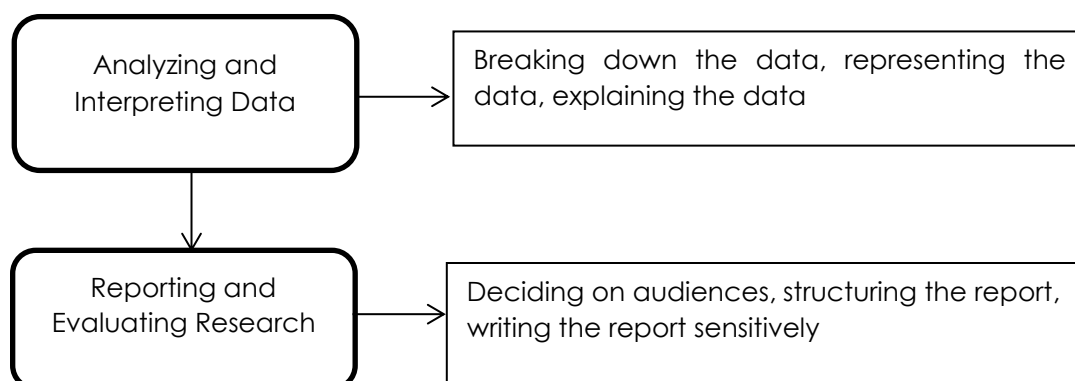 Analyzing and
Interpreting Data
Breaking down the data, representing the
data, explaining the data
Reporting and
Evaluating Research
Deciding on audiences, structuring the report,
writing the report sensitively